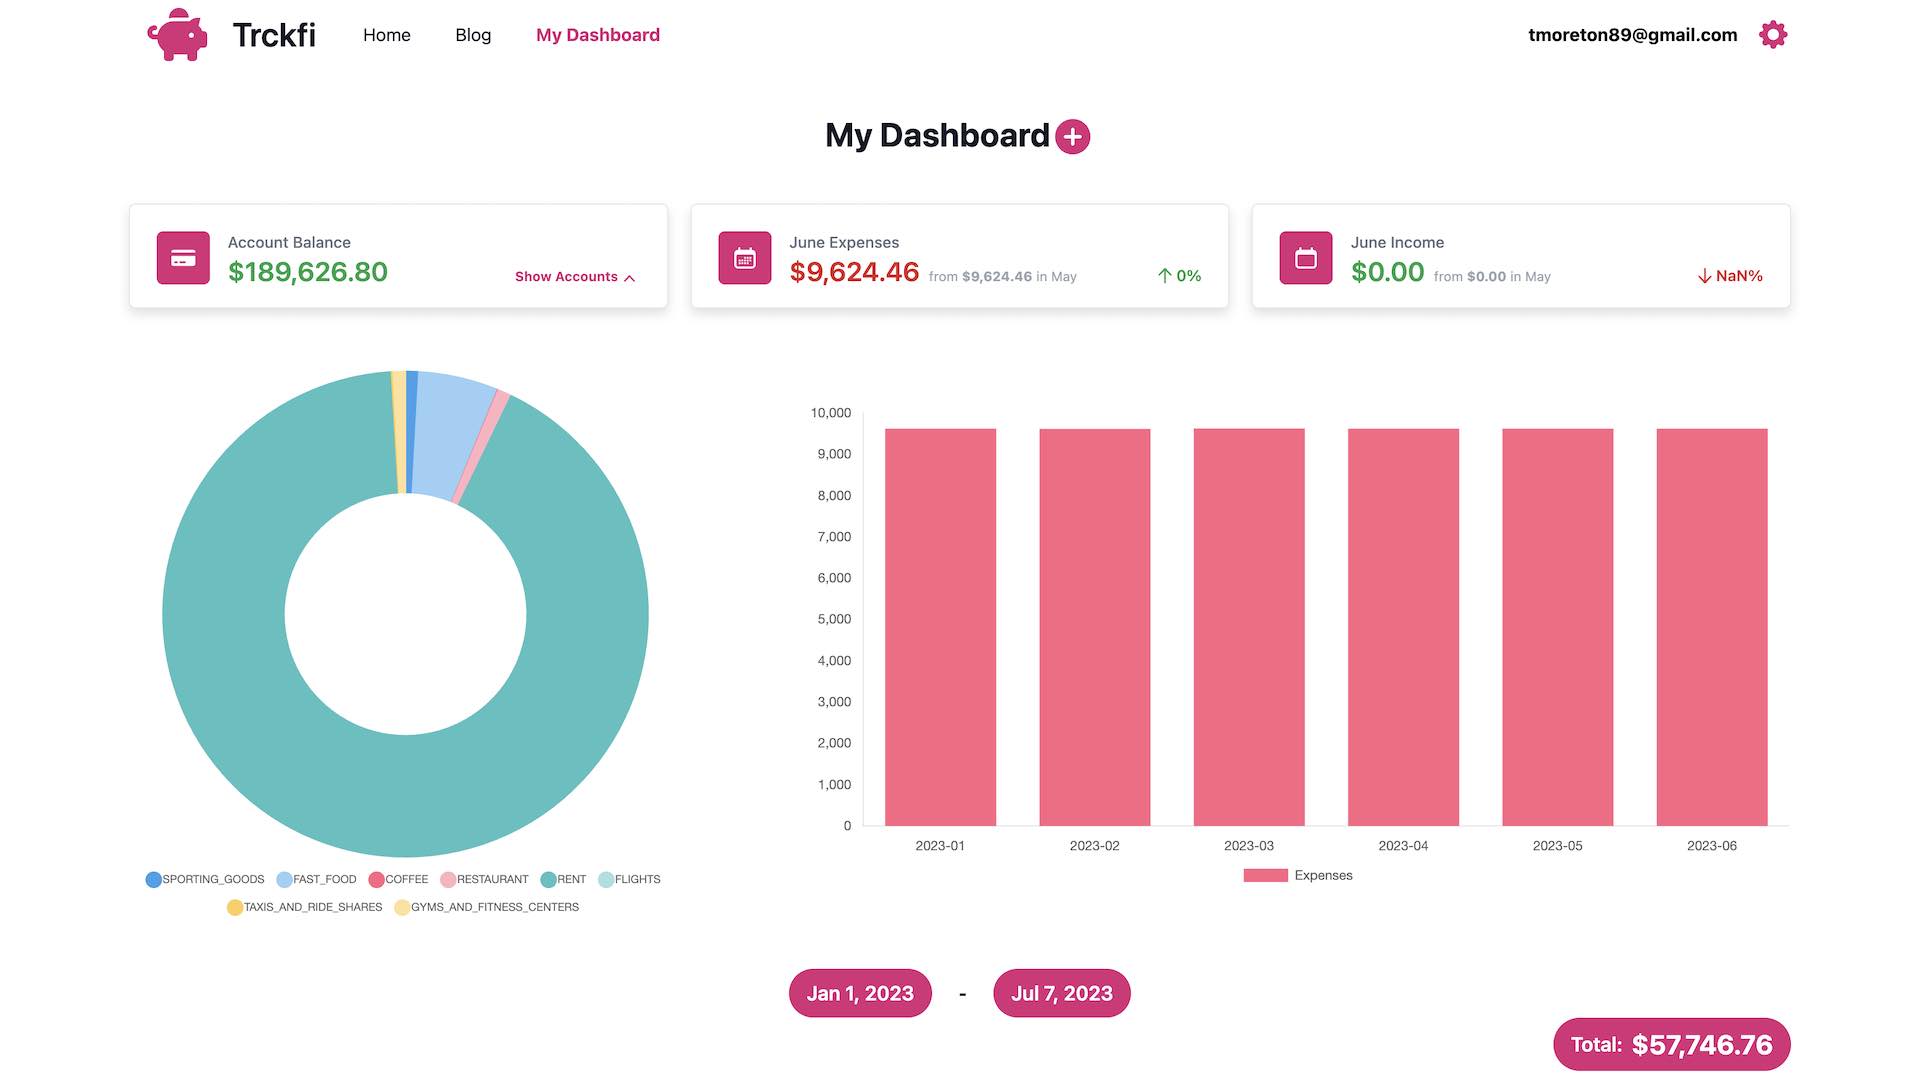 Trckfi Home Blog My Dashboard tmoreton89@gmail.com
My Dashboard
Account Balance
$189,626.80 Show Accounts
June Expenses
$9,624.46 from $9,624.46 in May 0%
June Income
$0.00 from $0.00 in May NaN%
SPORTING_GOODS FAST_FOOD COFFEE RESTAURANT RENT FLIGHTS
TAXIS_AND_RIDE_SHARES GYMS_AND_FITNESS_CENTERS
10,000
9,000
8,000
7,000
6,000
5,000
4,000
3,000
2,000
1,000
0
2023-01 2023-02 2023-03 2023-04 2023-05 2023-06
Expenses
Jan 1, 2023 - Jul 7, 2023
Total: $57,746.76